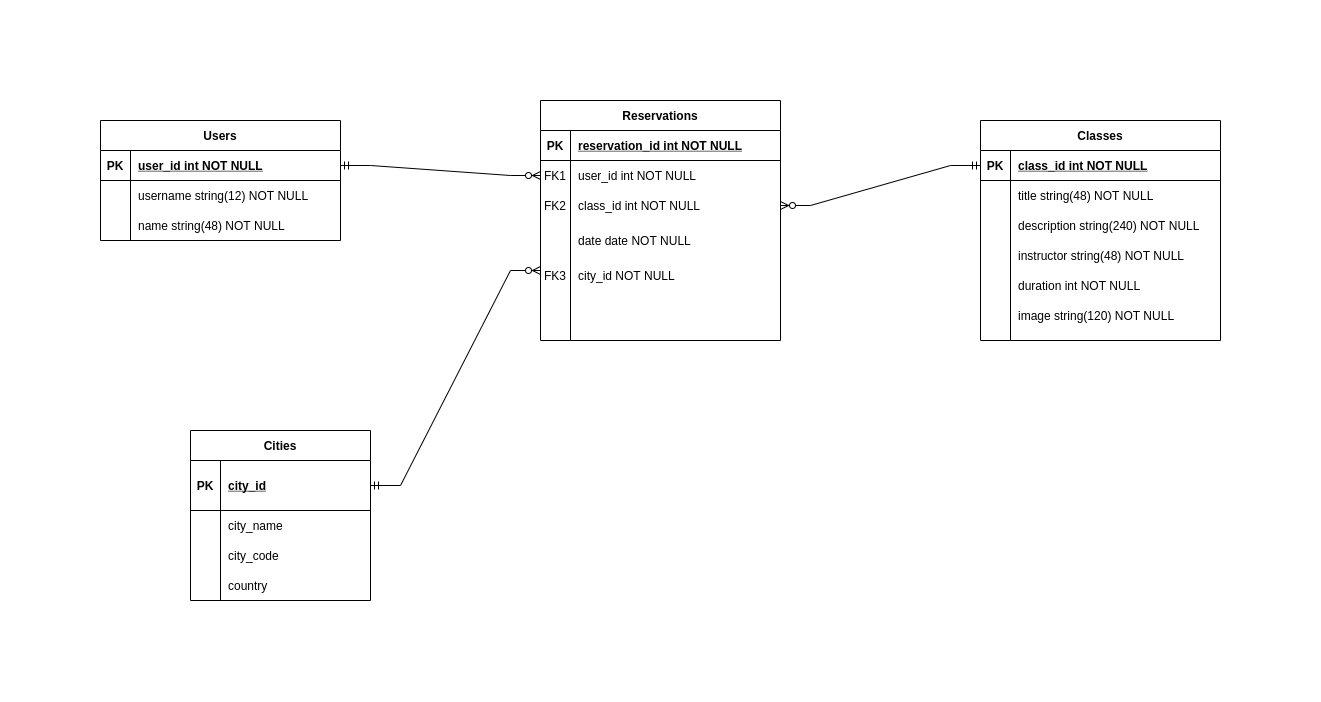 Users
PK user_id int NOT NULL
username string(12) NOT NULL
name string(48) NOT NULL
Reservations
PK reservation_id int NOT NULL
FK1 user_id int NOT NULL
FK2 class_id int NOT NULL
date date NOT NULL
FK3 city_id NOT NULL
Classes
PK class_id int NOT NULL
title string(48) NOT NULL
description string(240) NOT NULL
instructor string(48) NOT NULL
duration int NOT NULL
image string(120) NOT NULL
Cities
PK city_id
city_name
city_code
country